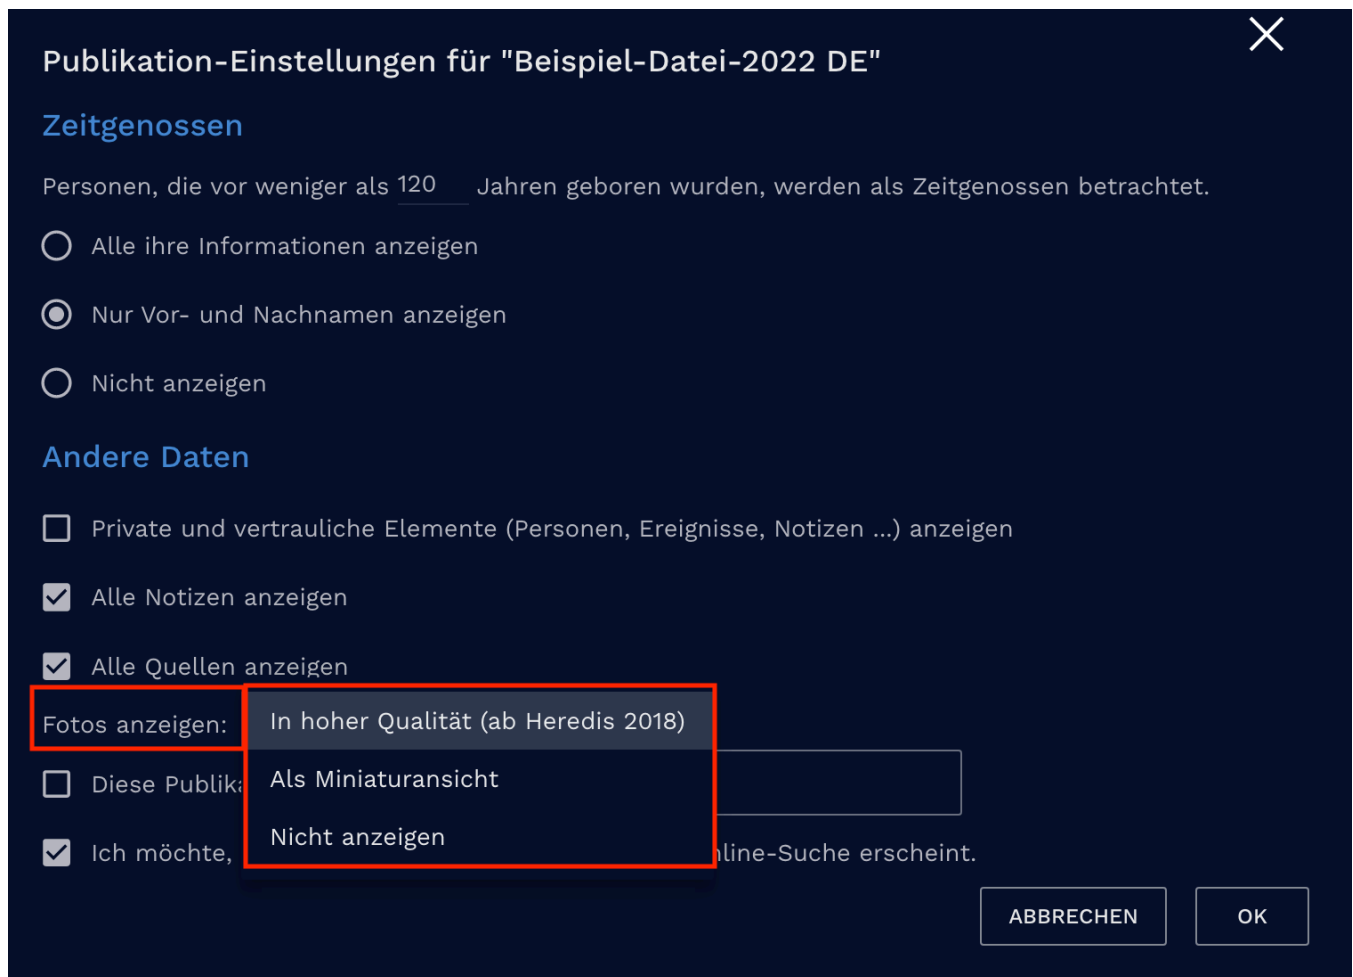 Publikation-Einstellungen für "Beispiel-Datei-2022 DE"
Zeitgenossen
Personen, die vor weniger als 120 Jahren geboren wurden, werden als Zeitgenossen betrachtet.
Alle ihre Informationen anzeigen
Nur Vor- und Nachnamen anzeigen
Nicht anzeigen
Andere Daten
Private und vertrauliche Elemente (Personen, Ereignisse, Notizen ...) anzeigen
Alle Notizen anzeigen
Alle Quellen anzeigen
Fotos anzeigen: In hoher Qualität (ab Heredis 2018)
Als Miniaturansicht
Diese
Nicht anzeigen
Ich möchte, erscheint.
ABBRECHEN OK